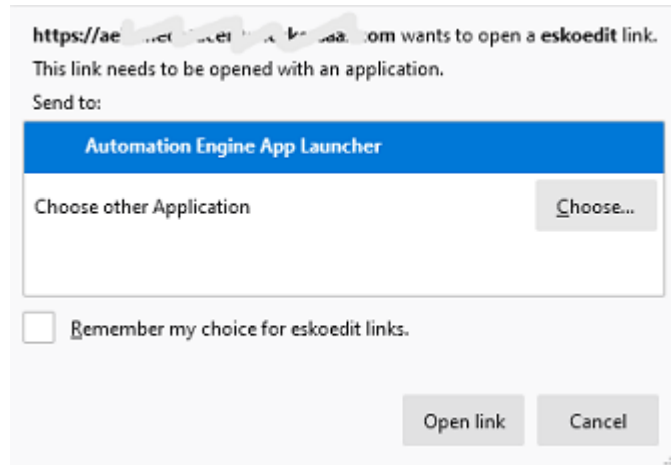 https://ae com wants to open a eskoedit link.
This link needs to be opened with an application.
Send to:
Automation Engine App Launcher
Choose other Application
Choose...
Remember my choice for eskoedit links.
Open link
Cancel